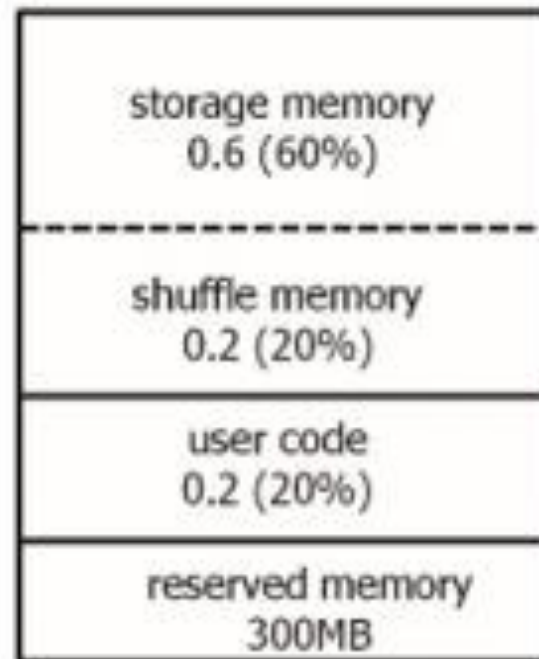 storage memory
0.6 (60%)
shuffle memory
0.2 (20%)
user code
0.2 (20%)
reserved memory
300MB